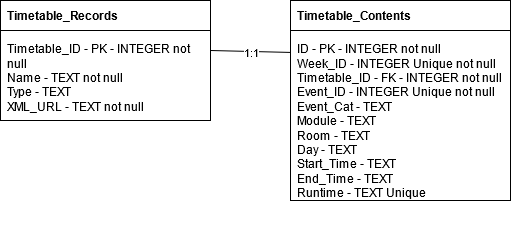 Timetable_Records
Timetable_ID - PK - INTEGER not
null
Name - TEXT not null
Type - TEXT
XML_URL - TEXT not null
1:1
Timetable_Contents
ID - PK - INTEGER not null
Week_ID - INTEGER Unique not null
Timetable_ID - FK - INTEGER not null
Event_ID - INTEGER Unique not null
Event_Cat - TEXT
Module - TEXT
Room - TEXT
Day - TEXT
Start_Time - TEXT
End_Time - TEXT
Runtime - TEXT Unique